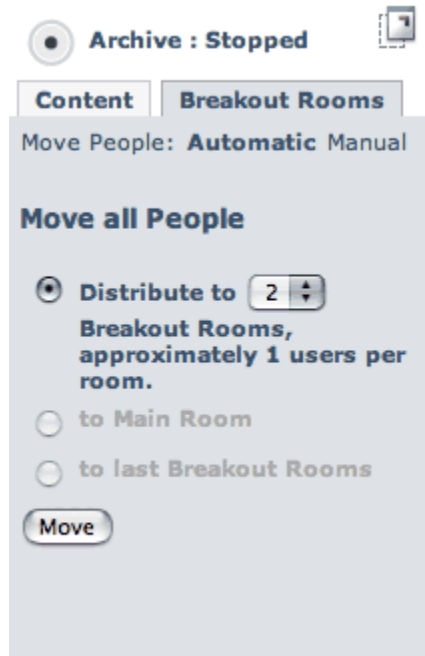 Archive : Stopped
Content Breakout Rooms
Move People: Automatic Manual
Move all People
Distribute to 2
Breakout Rooms,
approximately 1 users per
room.
to Main Room
to last Breakout Rooms
Move